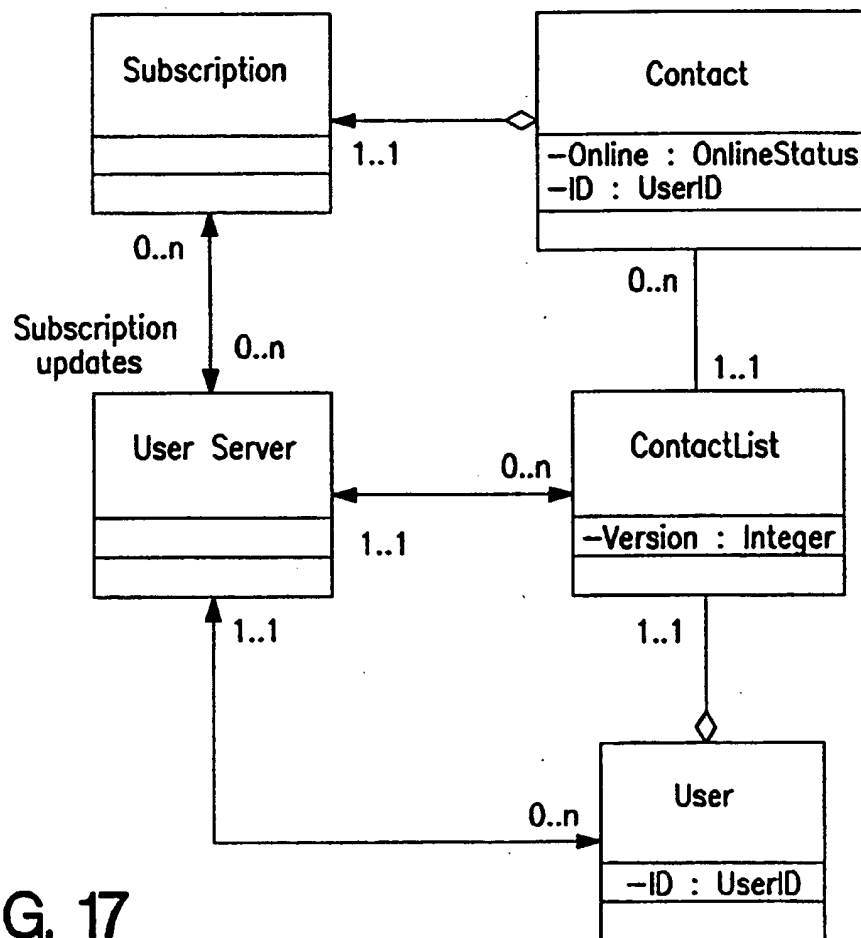 Subscription
Contact
1..1
-Online : OnlineStatus
-ID : UserID
0..n
0..n
Subscription
updates
0..n
1..1
User Server
ContactList
0..n
1..1
-Version : Integer
1..1
1..1
User
0..n
-ID : UserID
G. 17